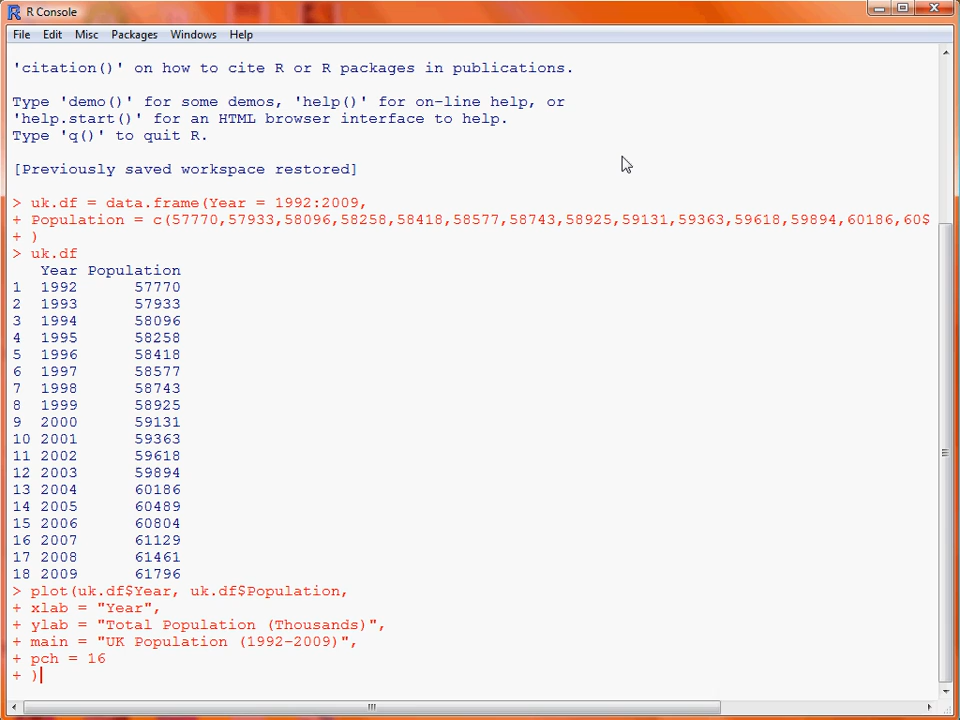 R Console
File Edit Misc Packages Windows Help
'citation()' on how to cite R or R packages in publications.
Type 'demo()' for some demos, 'help()' for on-line help, or
'help.start()' for an HTML browser interface to help.
Type 'q()' to quit R.
[Previously saved workspace restored]
> uk.df = data.frame(Year = 1992:2009,
+ Population = c(57770,57933,58096,58258,58418,58577,58743,58925,59131,59363,59618,59894,60186,60$
+ )
> uk.df
Year Population
1 1992 57770
2 1993 57933
3 1994 58096
4 1995 58258
5 1996 58418
6 1997 58577
7 1998 58743
8 1999 58925
9 2000 59131
10 2001 59363
11 2002 59618
12 2003 59894
13 2004 60186
14 2005 60489
15 2006 60804
16 2007 61129
17 2008 61461
18 2009 61796
> plot(uk.df$Year, uk.df$Population,
+ xlab = "Year",
+ ylab = "Total Population (Thousands)",
+ main = "UK Population (1992-2009)",
+ pch = 16
+ )